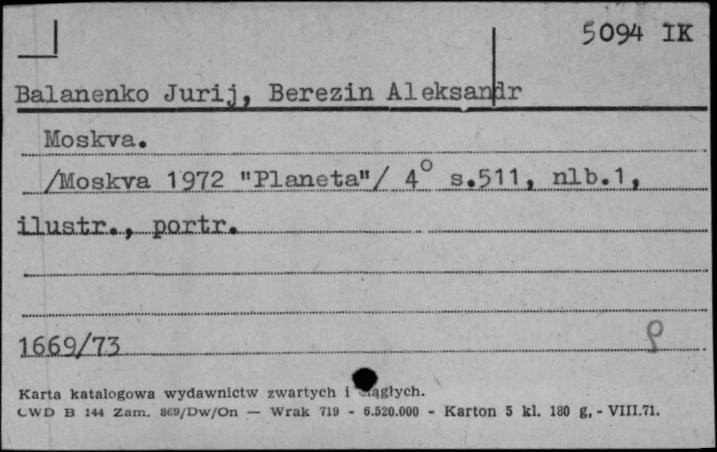 5094 IK
Balanenko Jurij, Berezin Aleksandr
Moskva.
/Moskva 1972 "Planeta"/ 4° s.511, nlb.1,
ilustr., portr.
1669/73
Karta katalogowa wydawnictw zwartych i ciągłych.
CWD B 144 Zam. 869/Dw/On — Wrak 719 - 6.520.000 - Karton 5 kl. 180 g, - VIII.71.